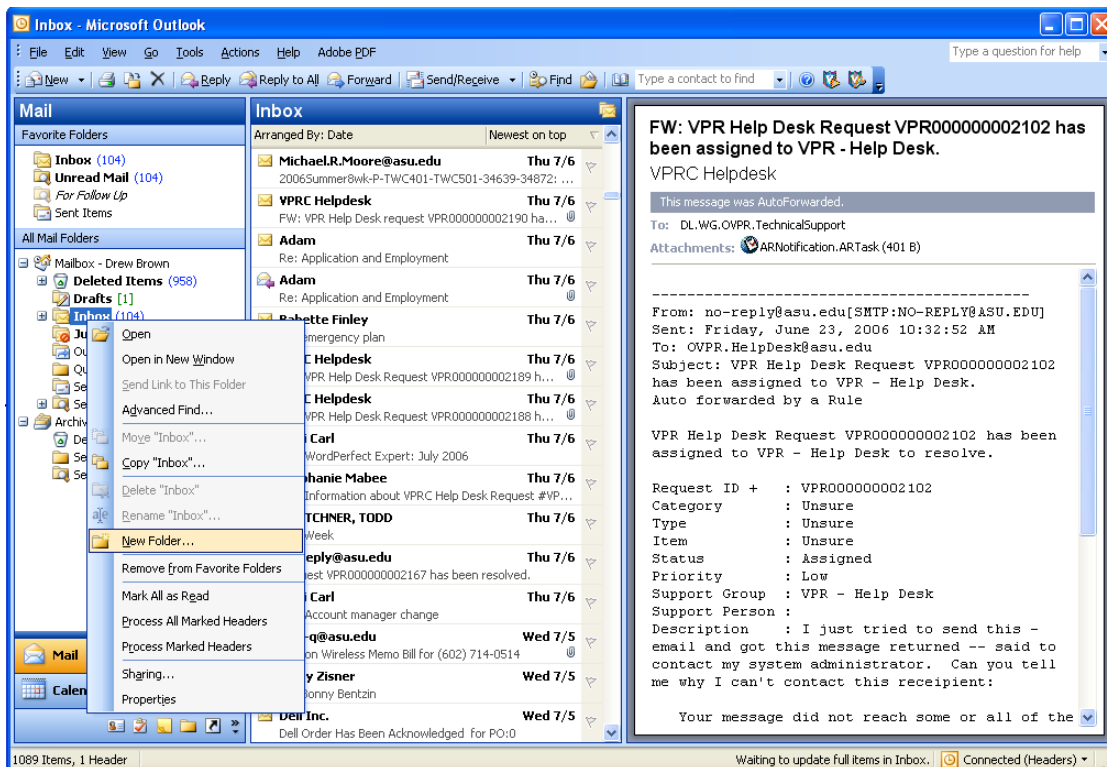 Inbox - Microsoft Outlook
File Edit View Go Tools Actions Help Adobe PDF Type a question for help
New Reply Reply to All Forward Send/Receive Find Type a contact to find
Mail
Favorite Folders
Inbox (104)
Unread Mail (104)
For Follow Up
Sent Items
All Mail Folders
Mailbox - Drew Brown
Deleted Items (958)
Drafts [1]
Inbox (104)
Ju
Ou
Qu
Se
Se
Archiv
De
Se
Se
Open
Open in New Window
Send Link to This Folder
Advanced Find...
Move "Inbox"...
Copy "Inbox"...
Delete "Inbox"
Rename "Inbox"...
New Folder...
Remove from Favorite Folders
Mark All as Read
Process All Marked Headers
Process Marked Headers
Sharing...
Properties
Mail
Calen
Inbox
Arranged By: Date Newest on top
Michael.R.Moore@asu.edu Thu 7/6
2006Summer8wk-P-TWC401-TWC501-34639-34872: ...
VPRC Helpdesk Thu 7/6
FW: VPR Help Desk request VPR000000002190 ha...
Adam Thu 7/6
Re: Application and Employment
Adam Thu 7/6
Re: Application and Employment
Babette Finley Thu 7/6
emergency plan
C Helpdesk Thu 7/6
VPR Help Desk Request VPR000000002189 h...
C Helpdesk Thu 7/6
VPR Help Desk Request VPR000000002188 h...
i Carl Thu 7/6
WordPerfect Expert: July 2006
phanie Mabee Thu 7/6
Information about VPRC Help Desk Request #VP...
TCHNER, TODD Thu 7/6
Week
eply@asu.edu Thu 7/6
est VPR000000002167 has been resolved.
i Carl Thu 7/6
Account manager change
-q@asu.edu Wed 7/5
on Wireless Memo Bill for (602) 714-0514
y Zisner Wed 7/5
onny Bentzin
Dell Inc. Wed 7/5
Dell Order Has Been Acknowledged for PO:0
FW: VPR Help Desk Request VPR000000002102 has
been assigned to VPR - Help Desk.
VPRC Helpdesk
This message was AutoForwarded.
To: DL.WG.OVPR.TechnicalSupport
Attachments: ARNotification.ARTask (401 B)
------------------------------------------
From: no-reply@asu.edu[SMTP:NO-REPLY@ASU.EDU]
Sent: Friday, June 23, 2006 10:32:52 AM
To: OVPR.HelpDesk@asu.edu
Subject: VPR Help Desk Request VPR000000002102
has been assigned to VPR - Help Desk.
Auto forwarded by a Rule
VPR Help Desk Request VPR000000002102 has been
assigned to VPR - Help Desk to resolve.
Request ID + : VPR000000002102
Category : Unsure
Type : Unsure
Item : Unsure
Status : Assigned
Priority : Low
Support Group : VPR - Help Desk
Support Person :
Description : I just tried to send this -
email and got this message returned -- said to
contact my system administrator. Can you tell
me why I can't contact this receipient:
Your message did not reach some or all of the
1089 Items, 1 Header Waiting to update full items in Inbox. Connected (Headers)